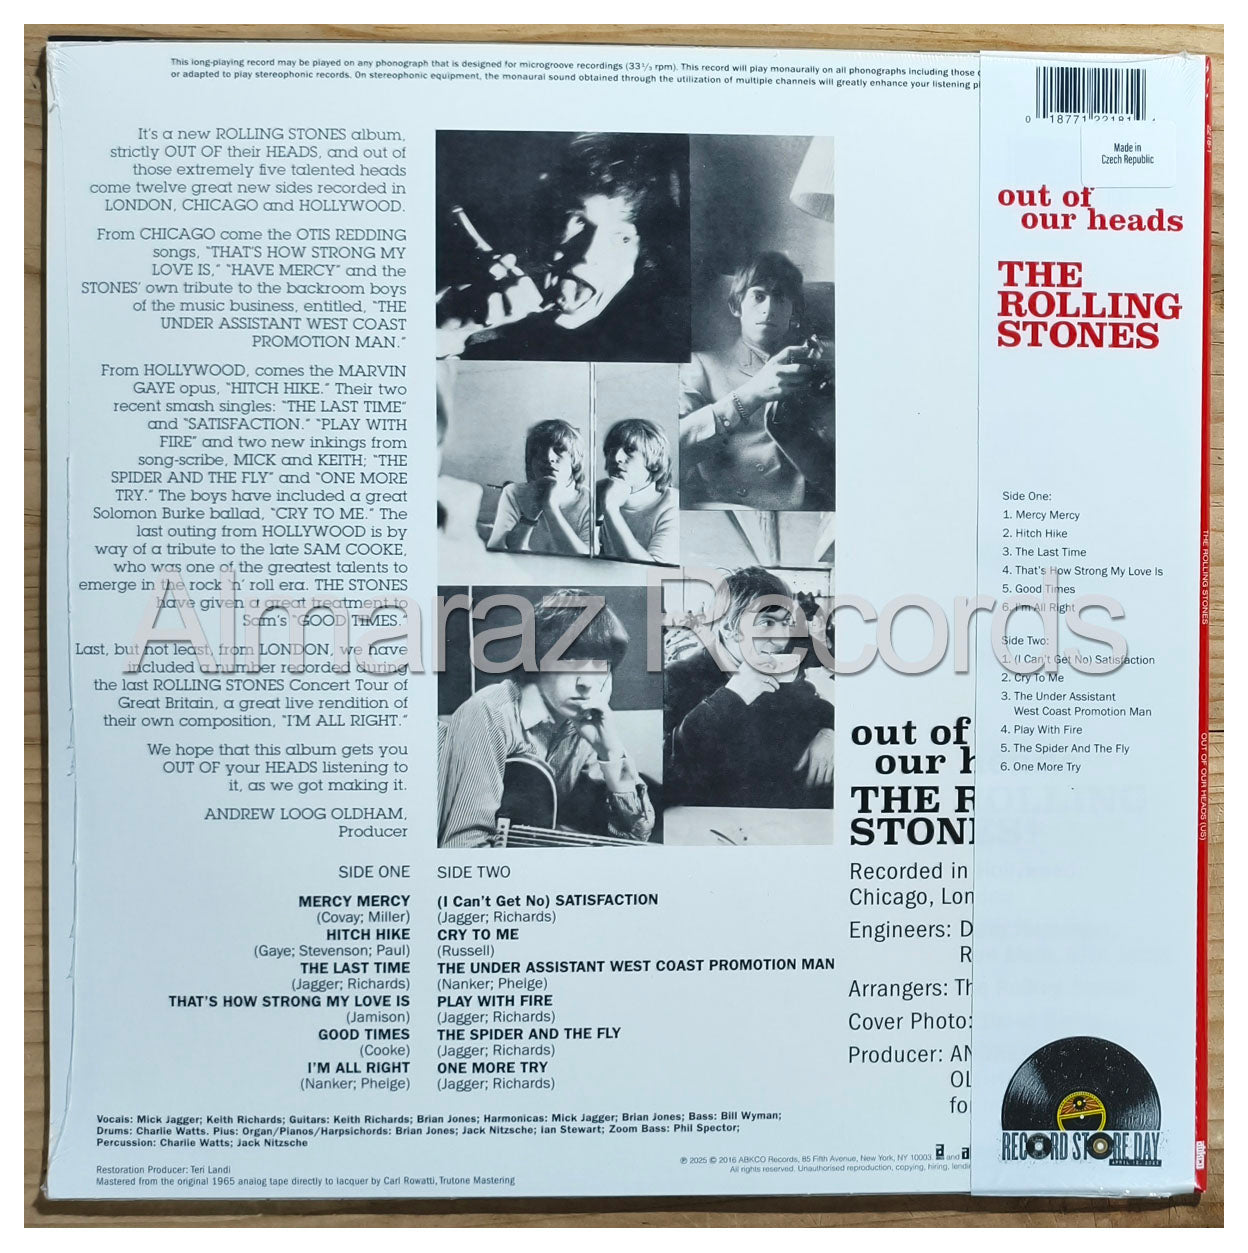 This long-playing record may be played on any phonograph that is designed for microgroove recordings (33 1/3 rpm). This record will play monaurally on all phonographs including those
or adapted to play stereophonic records. On stereophonic equipment, the monaural sound obtained through the utilization of multiple channels will greatly enhance your listening
It's a new ROLLING STONES album,
strictly OUT OF their HEADS, and out of
those extremely five talented heads
come twelve great new sides recorded in
LONDON, CHICAGO and HOLLYWOOD.
From CHICAGO come the OTIS REDDING
songs, "THAT'S HOW STRONG MY
LOVE IS," "HAVE MERCY" and the
STONES' own tribute to the backroom boys
of the music business, entitled, "THE
UNDER ASSISTANT WEST COAST
PROMOTION MAN."
From HOLLYWOOD, comes the MARVIN
GAYE opus, "HITCH HIKE." Their two
recent smash singles: "THE LAST TIME"
and "SATISFACTION." "PLAY WITH
FIRE" and two new inkings from
song-scribe, MICK and KEITH; "THE
SPIDER AND THE FLY" and "ONE MORE
TRY." The boys have included a great
Solomon Burke ballad, "CRY TO ME." The
last outing from HOLLYWOOD is by
way of a tribute to the late SAM COOKE,
who was one of the greatest talents to
emerge in the rock 'n' roll era. THE STONES
have given a great treatment to
Sam's "GOOD TIMES."
Last, but not least, from LONDON, we have
included a number recorded during
the last ROLLING STONES Concert Tour of
Great Britain, a great live rendition of
their own composition, "I'M ALL RIGHT."
We hope that this album gets you
OUT OF your HEADS listening to
it, as we got making it.
ANDREW LOOG OLDHAM,
Producer
SIDE ONE
MERCY MERCY
(Covay; Miller)
HITCH HIKE
(Gaye; Stevenson; Paul)
THE LAST TIME
(Jagger; Richards)
THAT'S HOW STRONG MY LOVE IS
(Jamison)
GOOD TIMES
(Cooke)
I'M ALL RIGHT
(Nanker; Phelge)
SIDE TWO
(I Can't Get No) SATISFACTION
(Jagger; Richards)
CRY TO ME
(Russell)
THE UNDER ASSISTANT WEST COAST PROMOTION MAN
(Nanker; Phelge)
PLAY WITH FIRE
(Jagger; Richards)
THE SPIDER AND THE FLY
(Jagger; Richards)
ONE MORE TRY
(Jagger; Richards)
Vocals: Mick Jagger; Keith Richards; Guitars: Keith Richards; Brian Jones; Harmonicas: Mick Jagger; Brian Jones; Bass: Bill Wyman;
Drums: Charlie Watts. Plus: Organ/Pianos/Harpsichords: Brian Jones; Jack Nitzsche; Ian Stewart; Zoom Bass: Phil Spector;
Percussion: Charlie Watts; Jack Nitzsche
Restoration Producer: Teri Landi
Mastered from the original 1965 analog tape directly to lacquer by Carl Rowatti, Trutone Mastering
out of
our
THE
Recorded in
Chicago,
Engineers:
Arrangers:
Cover Photo:
Producer:
℗ 2025 © 2016 ABKCO Records, 85 Fifth Avenue, New York, NY 10003. and
All rights reserved. Unauthorised reproduction, copying, hiring,
Made in
Czech Republic
out of
our heads
THE
ROLLING
STONES
Side One:
1. Mercy Mercy
2. Hitch Hike
3. The Last Time
4. That's How Strong My Love Is
5. Good Times
6. I'm All Right
Side Two:
1. (I Can't Get No) Satisfaction
2. Cry To Me
3. The Under Assistant
West Coast Promotion Man
4. Play With Fire
5. The Spider And The Fly
6. One More Try
RECORD STORE DAY
THE ROLLING STONES
OUT OF OUR HEADS (US)
abkco
Almaraz Records